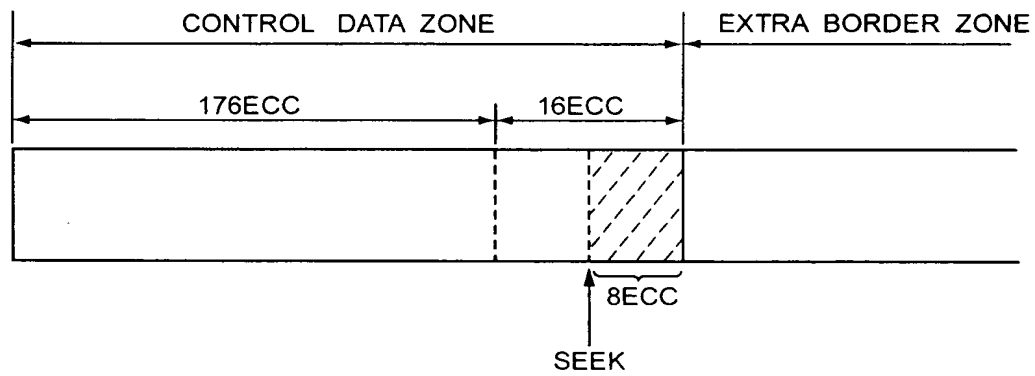 CONTROL DATA ZONE
EXTRA BORDER ZONE
176ECC
16ECC
8ECC
SEEK